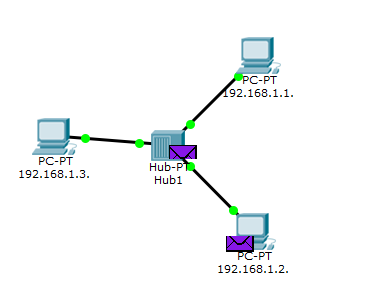 PC-PT
192.168.1.1.
PC-PT
192.168.1.3.
Hub-PT
Hub1
PC-PT
192.168.1.2.